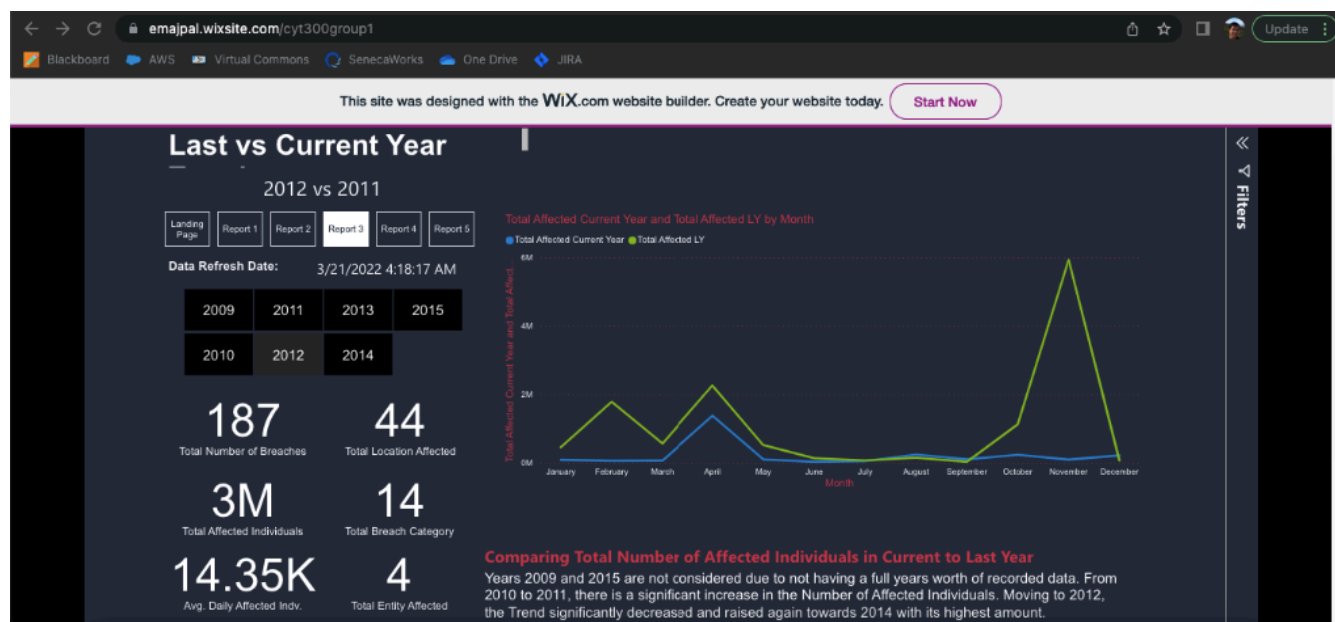 emajpal.wixsite.com/cyt300group1
Update
Blackboard AWS Virtual Commons SenecaWorks One Drive JIRA
This site was designed with the WiX.com website builder. Create your website today. Start Now
Last vs Current Year
2012 vs 2011
Landing Page Report 1 Report 2 Report 3 Report 4 Report 5
Data Refresh Date: 3/21/2022 4:18:17 AM
2009 2011 2013 2015
2010 2012 2014
187 44
Total Number of Breaches Total Location Affected
3M 14
Total Affected Individuals Total Breach Category
14.35K 4
Avg. Daily Affected Indv. Total Entity Affected
Total Affected Current Year and Total Affected LY by Month
Total Affected Current Year Total Affected LY
Total Affected Current Year and Total Affect...
6M
4M
2M
0M
January February March April May June July August September October November December
Month
Comparing Total Number of Affected Individuals in Current to Last Year
Years 2009 and 2015 are not considered due to not having a full years worth of recorded data. From
2010 to 2011, there is a significant increase in the Number of Affected Individuals. Moving to 2012,
the Trend significantly decreased and raised again towards 2014 with its highest amount.
Filters